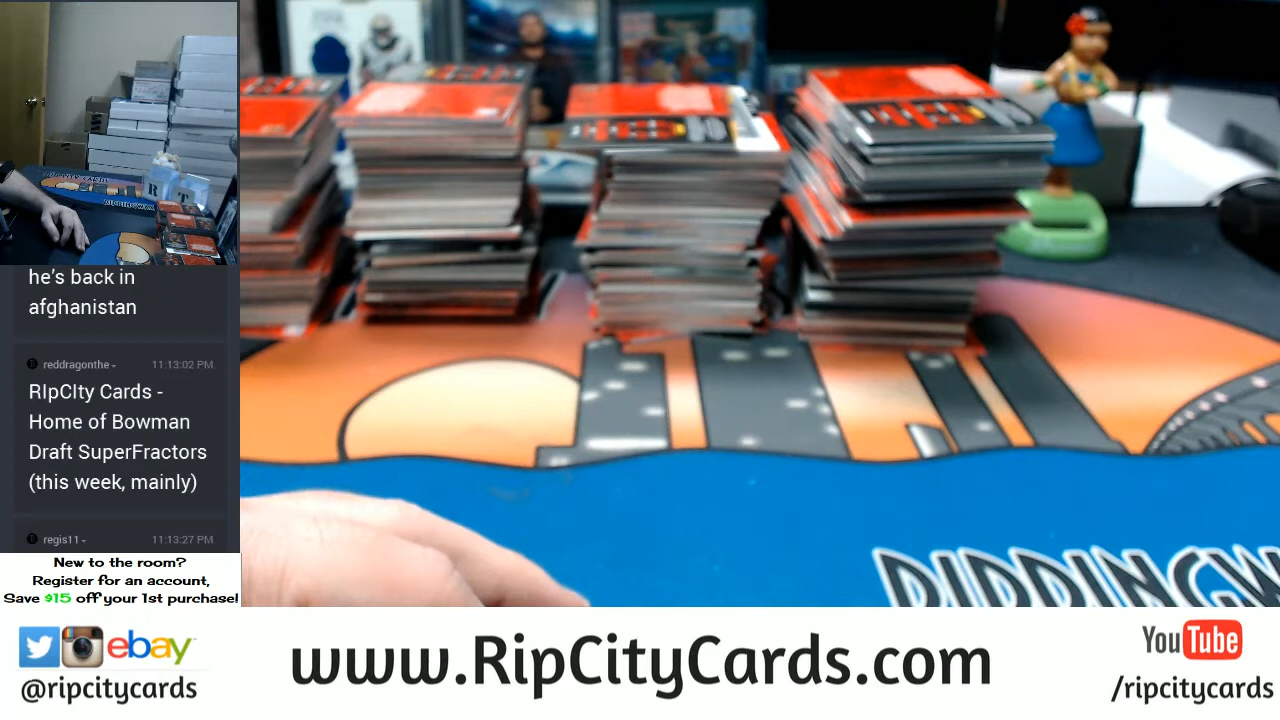 he's back in
afghanistan
reddragonthe
11:13:02 PM
RIpCIty Cards -
Home of Bowman
Draft SuperFractors
(this week, mainly)
regis11
11:13:27 PM
New to the room?
Register for an account,
Save $15 off your 1st purchase!
ebay
@ripcitycards
www.RipCityCards.com
YouTube
/ripcitycards
RIPPINGW